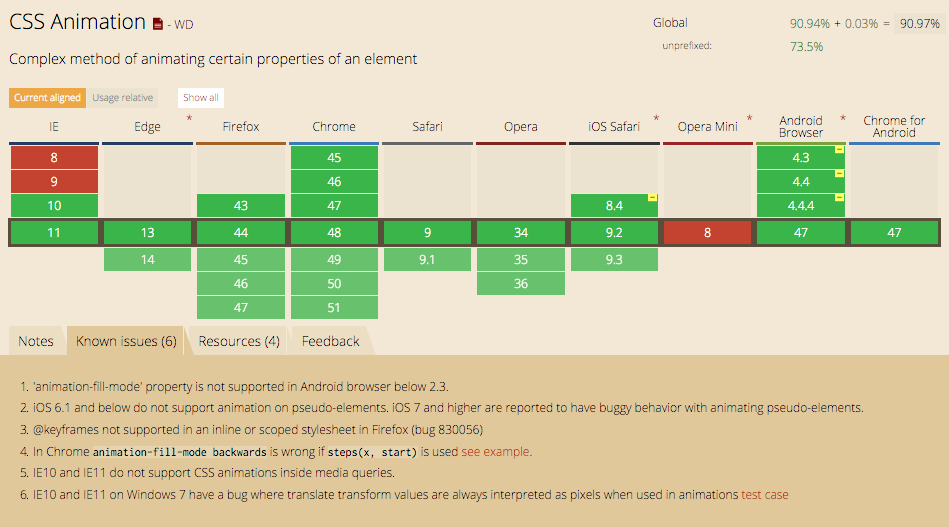 CSS Animation - WD
Global 90.94% + 0.03% = 90.97%
unprefixed: 73.5%
Complex method of animating certain properties of an element
Current aligned Usage relative Show all
IE Edge * Firefox Chrome Safari Opera iOS Safari * Opera Mini * Android Browser * Chrome for Android
8 45 4.3 -
9 46 4.4 -
10 43 47 8.4 - 4.4.4 -
11 13 44 48 9 34 9.2 8 47 47
14 45 49 9.1 35 9.3
46 50 36
47 51
Notes Known issues (6) Resources (4) Feedback
1. 'animation-fill-mode' property is not supported in Android browser below 2.3.
2. iOS 6.1 and below do not support animation on pseudo-elements. iOS 7 and higher are reported to have buggy behavior with animating pseudo-elements.
3. @keyframes not supported in an inline or scoped stylesheet in Firefox (bug 830056)
4. In Chrome animation-fill-mode backwards is wrong if steps(x, start) is used see example.
5. IE10 and IE11 do not support CSS animations inside media queries.
6. IE10 and IE11 on Windows 7 have a bug where translate transform values are always interpreted as pixels when used in animations test case